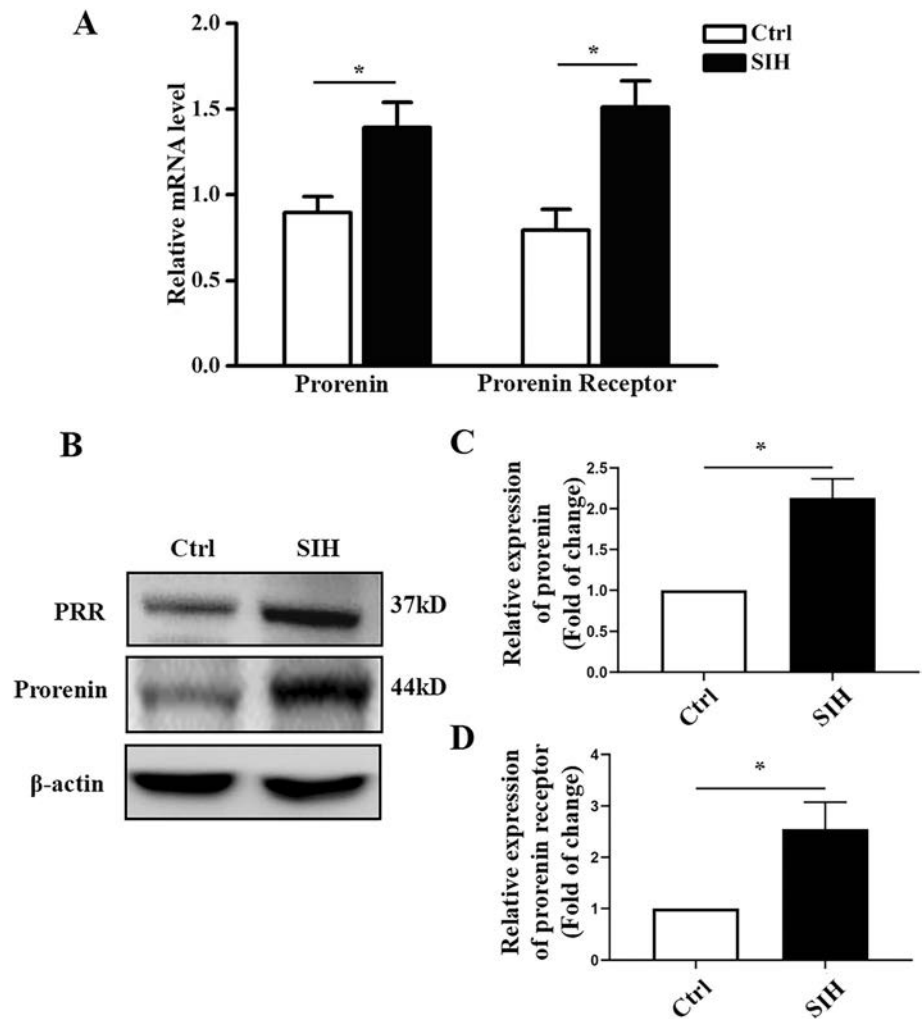 A
Relative mRNA level
2.0
1.5
1.0
0.5
0.0
*
*
Ctrl
SIH
Prorenin
Prorenin Receptor
B
Ctrl
SIH
PRR
37kD
Prorenin
44kD
β-actin
C
Relative expression
of prorenin
(Fold of change)
2.5
2.0
1.5
1.0
0.5
0.0
*
Ctrl
SIH
D
Relative expression
of prorenin receptor
(Fold of change)
4
3
2
1
0
*
Ctrl
SIH